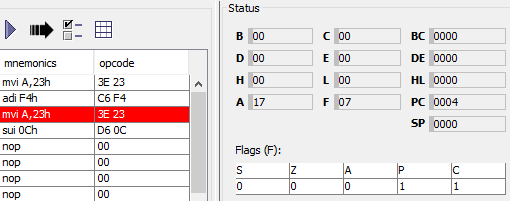 mnemonics opcode
mvi A,23h 3E 23
adi F4h C6 F4
mvi A,23h 3E 23
sui 0Ch D6 0C
nop 00
nop 00
nop 00
nop 00
Status
B 00 C 00 BC 0000
D 00 E 00 DE 0000
H 00 L 00 HL 0000
A 17 F 07 PC 0004
SP 0000
Flags (F):
S Z A P C
0 0 0 1 1